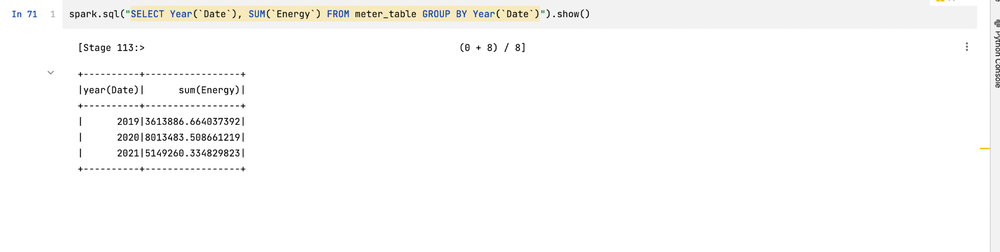 In 71 1 spark.sql("SELECT Year(`Date`), SUM(`Energy`) FROM meter_table GROUP BY Year(`Date`)").show()
[Stage 113:> (0 + 8) / 8]
+----------+-----------------+
|year(Date)|      sum(Energy)|
+----------+-----------------+
|      2019|3613886.664037392|
|      2020|8013483.508661219|
|      2021|5149260.334829823|
+----------+-----------------+
Python Console